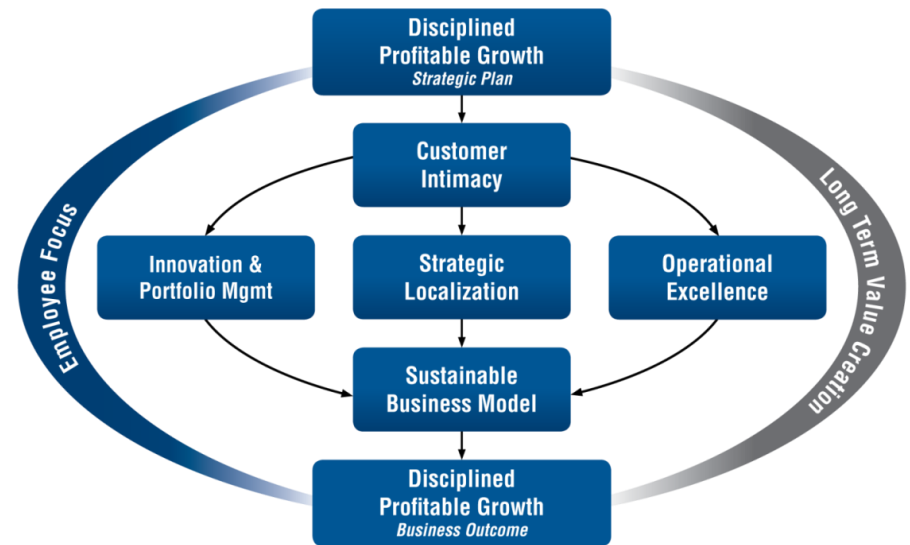 Disciplined
Profitable Growth
Strategic Plan
Customer
Intimacy
Employee Focus
Innovation &
Portfolio Mgmt
Strategic
Localization
Operational
Excellence
Long Term Value Creation
Sustainable
Business Model
Disciplined
Profitable Growth
Business Outcome